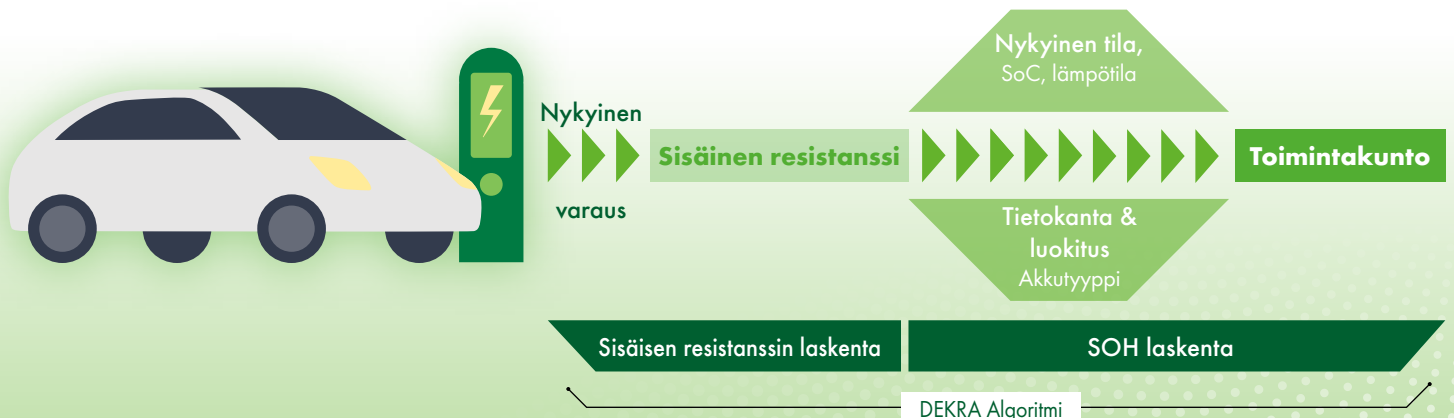 Nykyinen tila,
SoC, lämpötila
Nykyinen
varaus
Sisäinen resistanssi
Toimintakunto
Tietokanta &
luokitus
Akkutyyppi
Sisäisen resistanssin laskenta
SOH laskenta
DEKRA Algoritmi